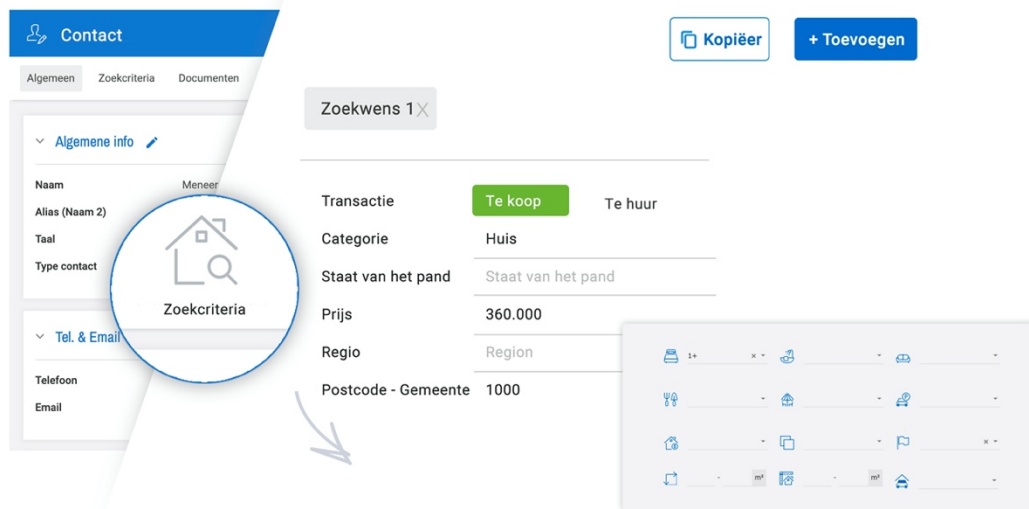 Contact
Algemeen Zoekcriteria Documenten
Algemene info
Naam Meneer
Alias (Naam 2)
Taal
Type contact
Zoekcriteria
Tel. & Email
Telefoon
Email
Kopiëer
+ Toevoegen
Zoekwens 1 X
Transactie Te koop Te huur
Categorie Huis
Staat van het pand Staat van het pand
Prijs 360.000
Regio Region
Postcode - Gemeente 1000
1+ ×
×
- m² - m²